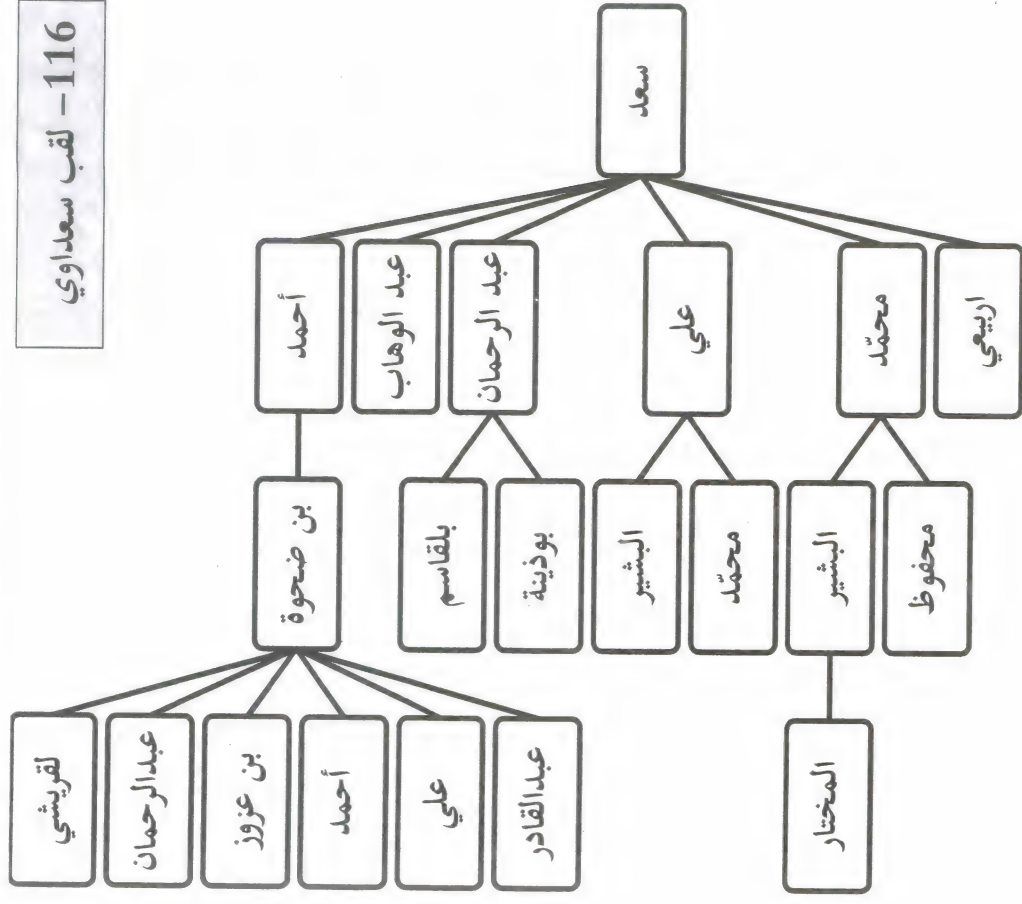 116- لقب سعداوي
سعد
أحمد
عبد الوهاب
عبد الرحمان
علي
محمّد
اربيعي
بن ضحوة
بلقاسم
بوذينة
البشير
محمّد
البشير
محفوظ
لقريشي
عبدالرحمان
بن عزوز
أحمد
علي
عبدالقادر
المختار